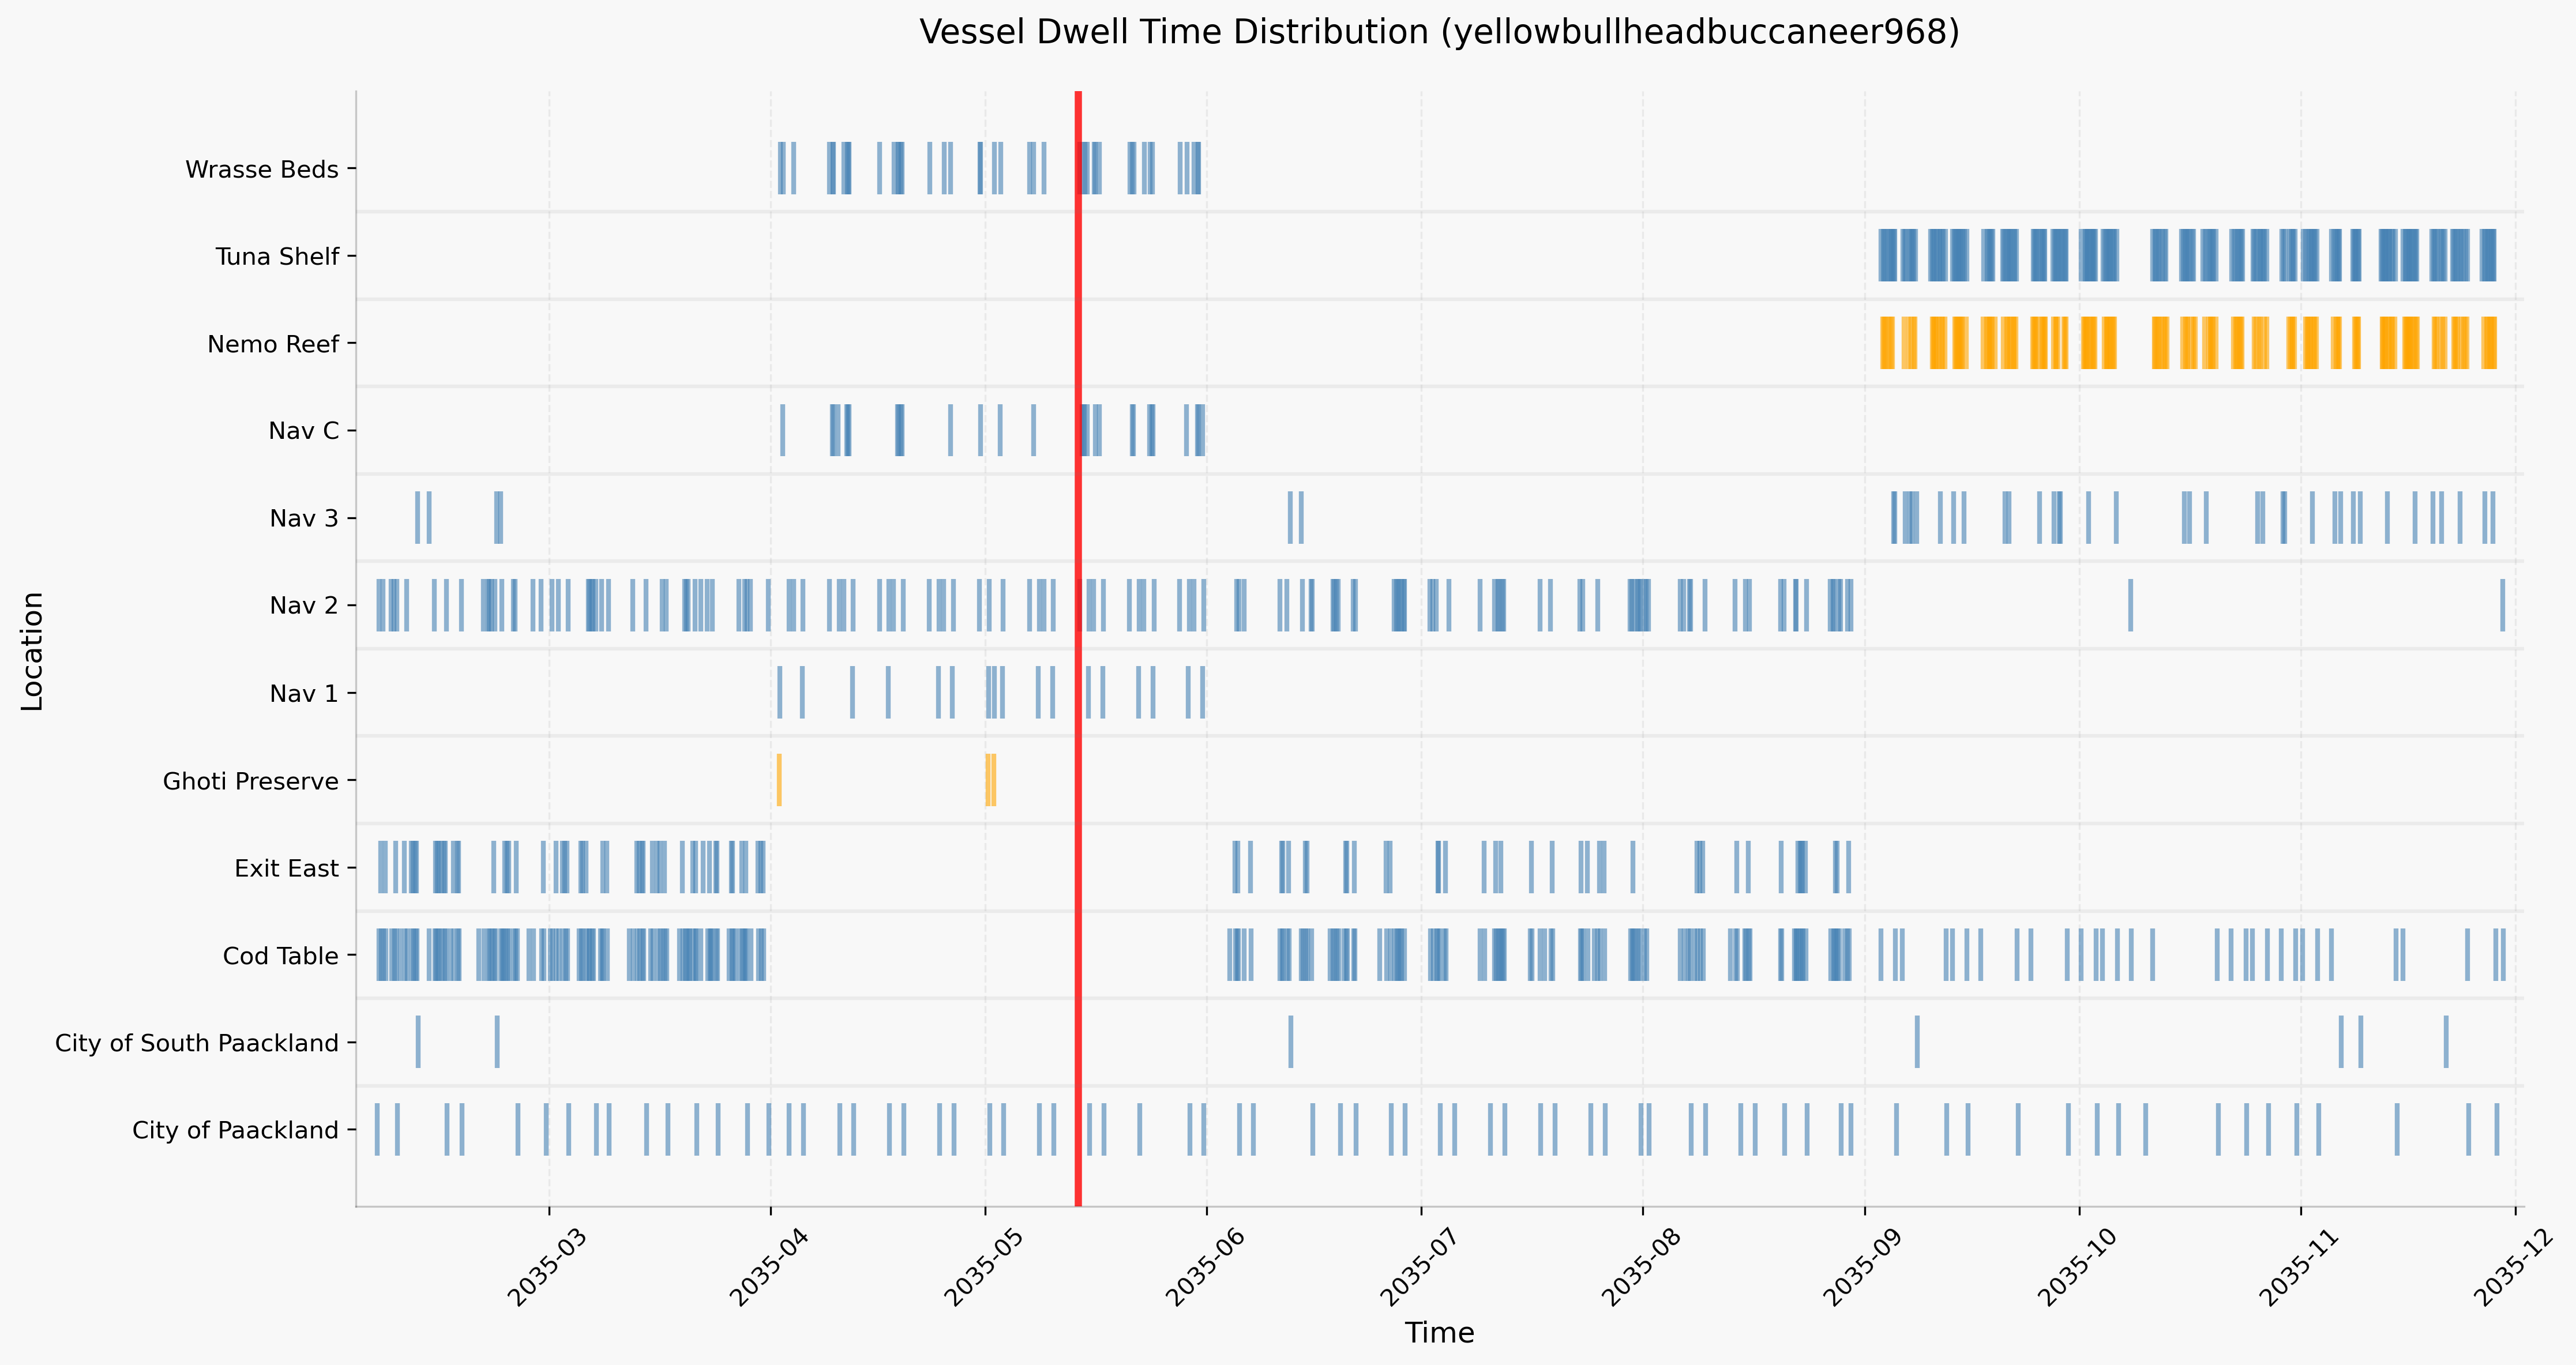 Vessel Dwell Time Distribution (yellowbullheadbuccaneer968)
Location
Wrasse Beds
Tuna Shelf
Nemo Reef
Nav C
Nav 3
Nav 2
Nav 1
Ghoti Preserve
Exit East
Cod Table
City of South Paackland
City of Paackland
2035-03
2035-04
2035-05
2035-06
2035-07
2035-08
2035-09
2035-10
2035-11
2035-12
Time